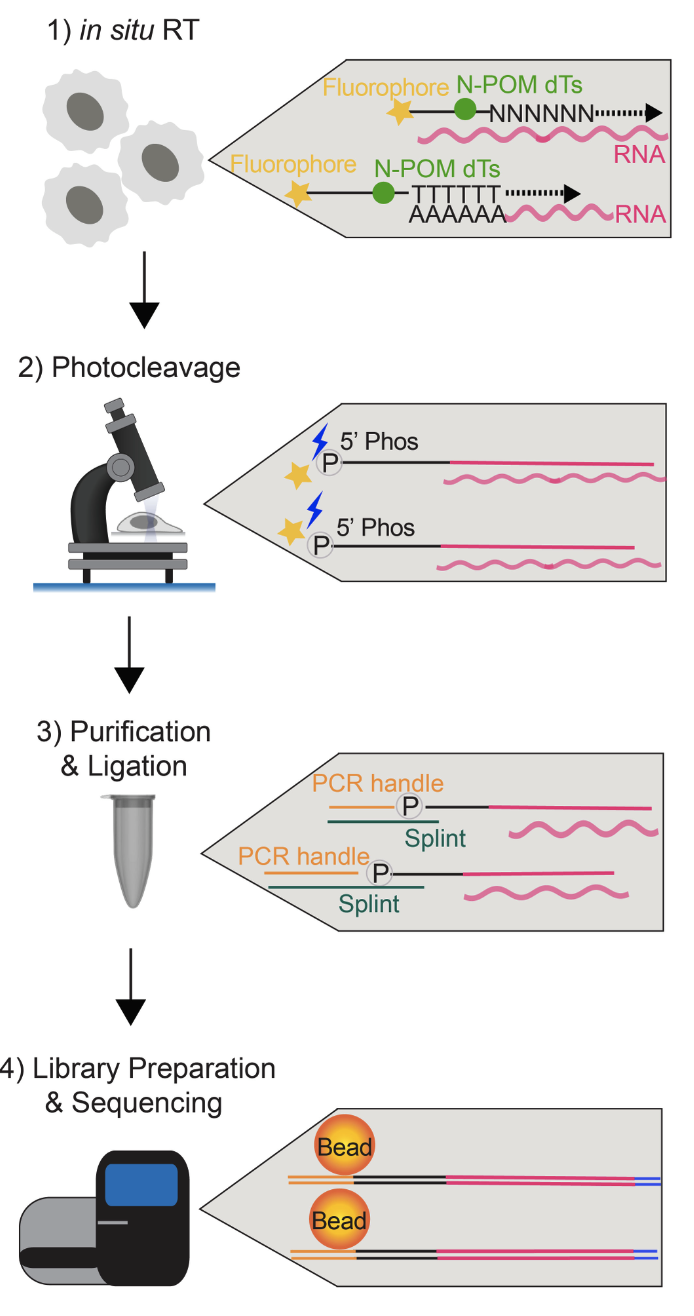 1) in situ RT
Fluorophore N-POM dTs
NNNNNN
RNA
Fluorophore N-POM dTs
TTTTTT
AAAAAA RNA
2) Photocleavage
5’ Phos
P
5’ Phos
P
3) Purification
& Ligation
PCR handle
P
Splint
PCR handle
P
Splint
4) Library Preparation
& Sequencing
Bead
Bead